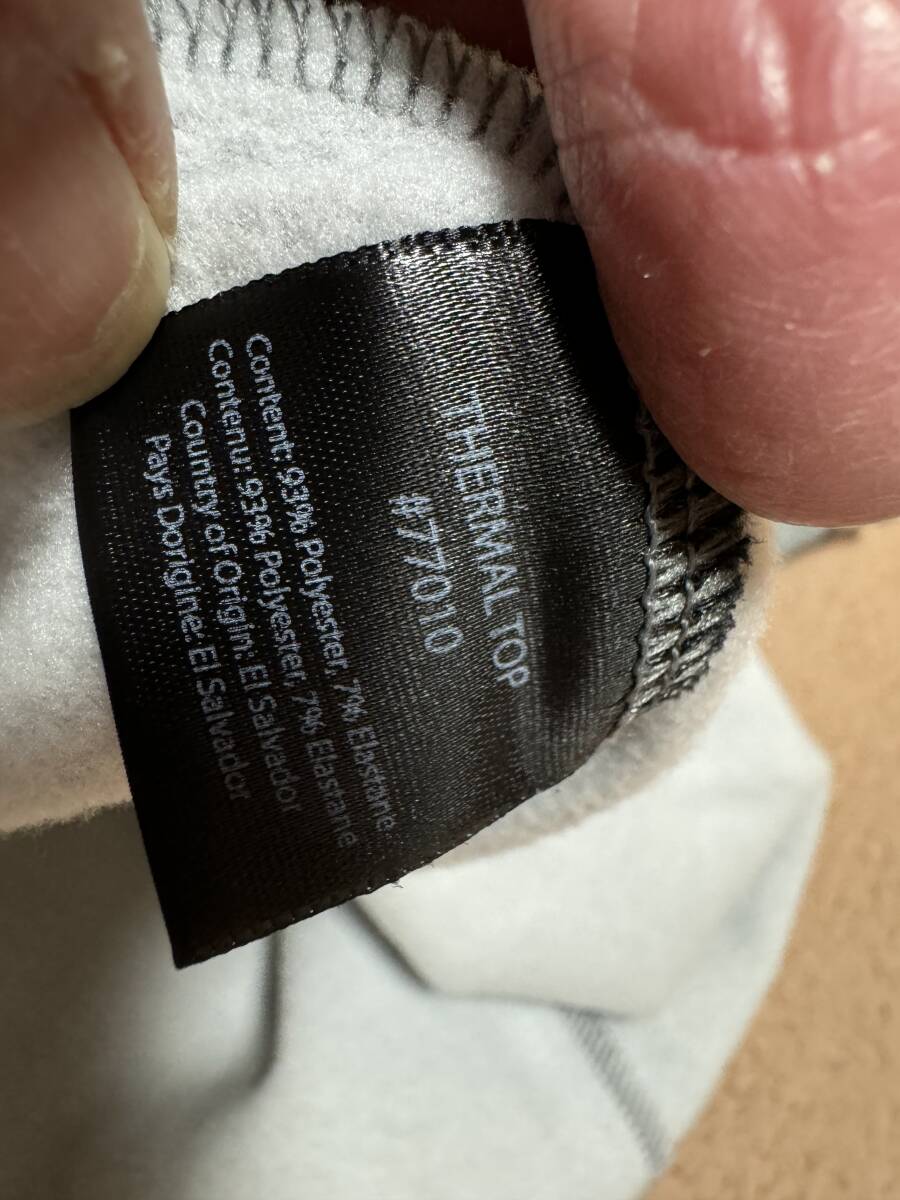 THERMAL TOP
#77010
Content: 93% Polyester, 7% Elastane
Contenu: 93% Polyester, 7% Elastane
Country of Origin: El Salvador
Pays Dorigine: El Salvador